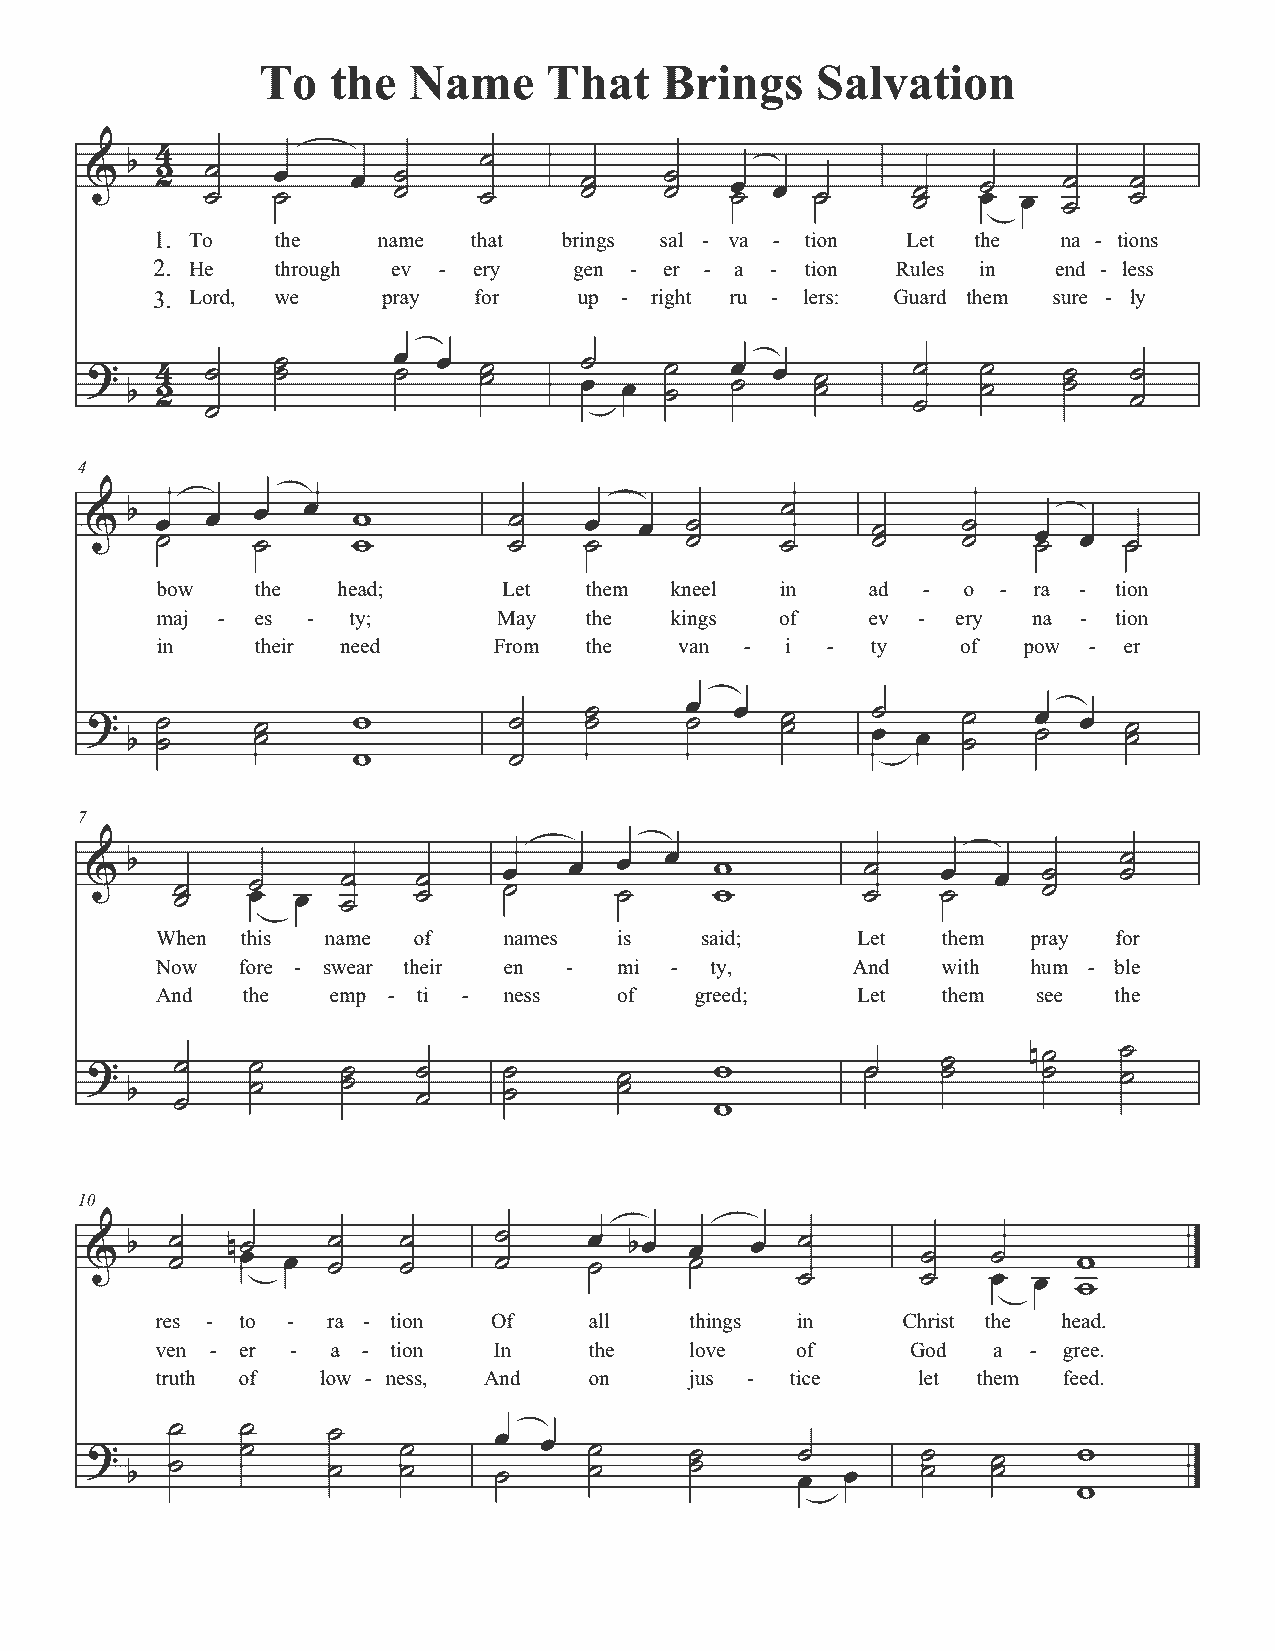 To the Name That Brings Salvation
4
2
1. To the name that brings sal - va - tion Let the na - tions
2. He through ev - ery gen - er - a - tion Rules in end - less
3. Lord, we pray for up - right ru - lers: Guard them sure - ly
4
2
4
bow the head; Let them kneel in ad - o - ra - tion
maj - es - ty; May the kings of ev - ery na - tion
in their need From the van - i - ty of pow - er
7
When this name of names is said; Let them pray for
Now fore - swear their en - mi - ty, And with hum - ble
And the emp - ti - ness of greed; Let them see the
10
res - to - ra - tion Of all things in Christ the head.
ven - er - a - tion In the love of God a - gree.
truth of low - ness, And on jus - tice let them feed.